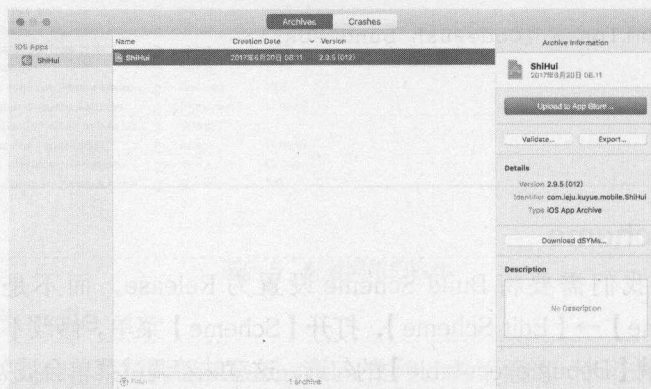 Archives Crashes
iOS Apps
ShiHui
Name Creation Date Version
ShiHui 2017年6月20日 08:11 2.9.5 (012)
Archive Information
ShiHui
2017年6月20日 08:11
Upload to App Store...
Validate... Export...
Details
Version 2.9.5 (012)
Identifier com.leju.kuyue.mobile.ShiHui
Type iOS App Archive
Download dSYMs...
Description
No Description
Filter
1 archive